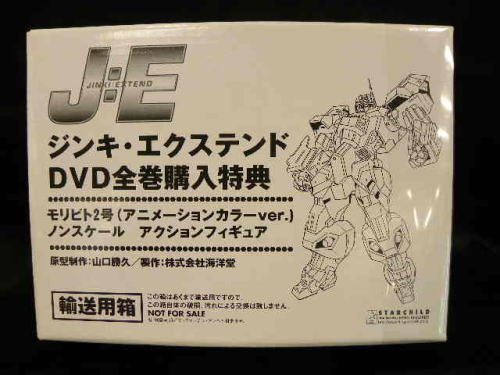 J:E
JINKI:EXTEND
ジンキ・エクステンド
DVD全巻購入特典
モリビト2号(アニメーションカラーver.)
ノンスケール アクションフィギュア
原型制作:山口勝久/製作:株式会社海洋堂
輸送用箱
この箱はあくまで輸送用ですので、
この箱自体の破損、汚れによる交換は致しません。
NOT FOR SALE
STARCHILD